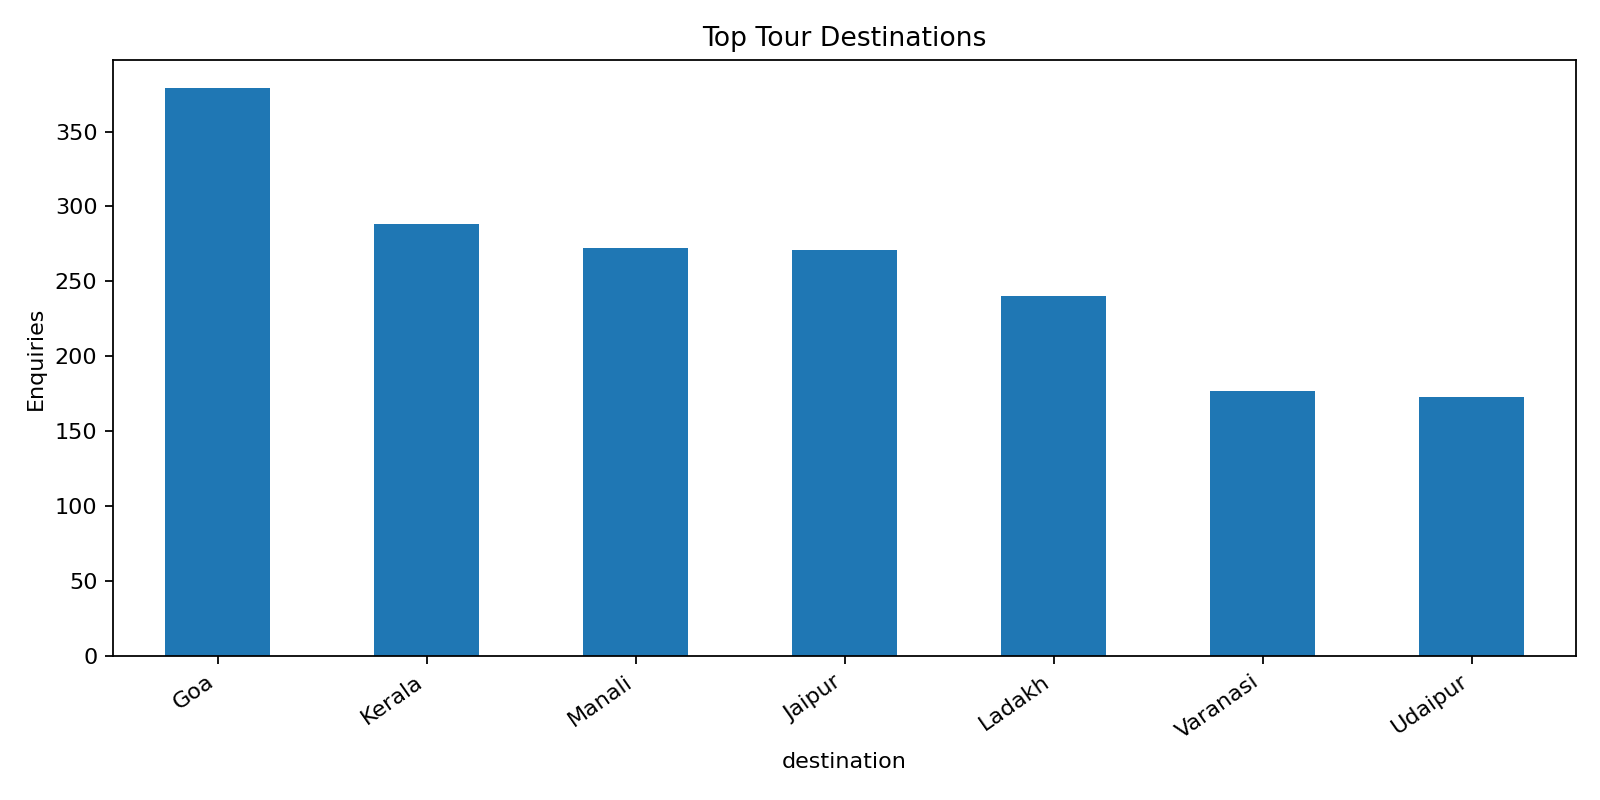 Top Tour Destinations
Enquiries
350
300
250
200
150
100
50
0
Goa
Kerala
Manali
Jaipur
Ladakh
Varanasi
Udaipur
destination